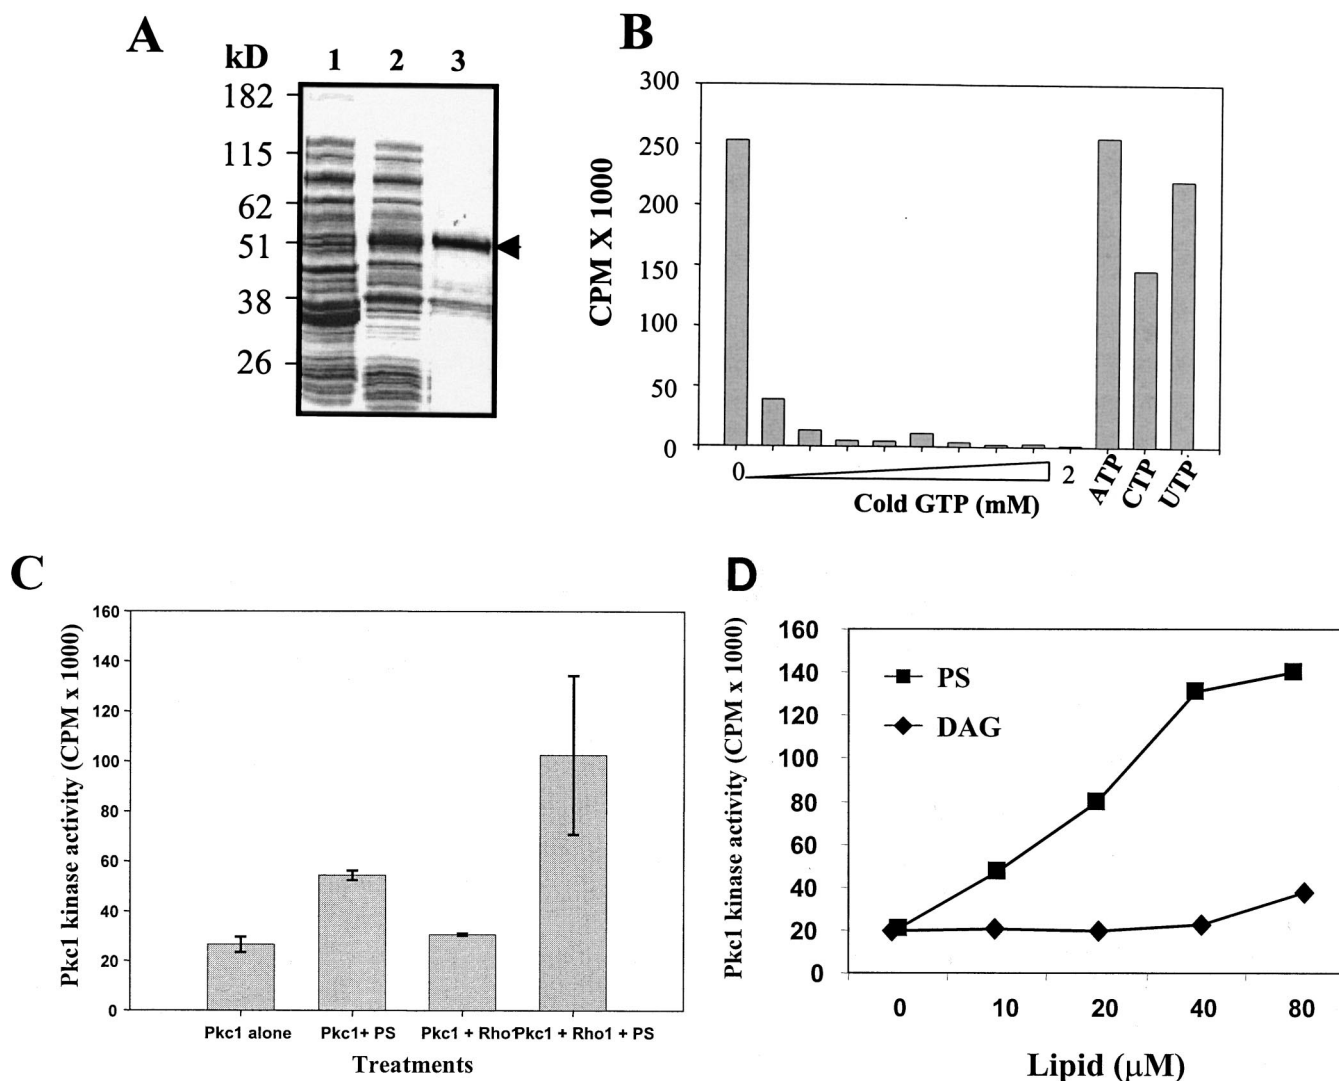 A
kD 1 2 3
182
115
62
51
38
26
B
CPM X 1000
300
250
200
150
100
50
0
0 2
Cold GTP (mM)
ATP CTP UTP
C
Pkc1 kinase activity (CPM x 1000)
160
140
120
100
80
60
40
20
0
Pkc1 alone Pkc1+ PS Pkc1 + Rho1 Pkc1 + Rho1 + PS
Treatments
D
Pkc1 kinase activity (CPM x 1000)
160
140
120
100
80
60
40
20
0
PS
DAG
0 10 20 40 80
Lipid (μM)